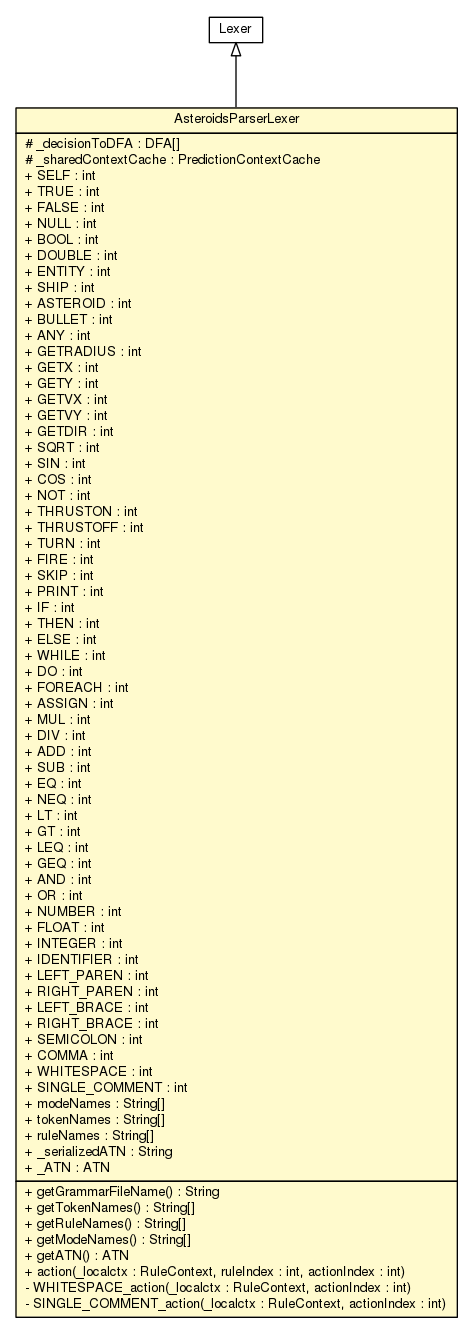 Lexer
AsteroidsParserLexer
# _decisionToDFA : DFA[]
# _sharedContextCache : PredictionContextCache
+ SELF : int
+ TRUE : int
+ FALSE : int
+ NULL : int
+ BOOL : int
+ DOUBLE : int
+ ENTITY : int
+ SHIP : int
+ ASTEROID : int
+ BULLET : int
+ ANY : int
+ GETRADIUS : int
+ GETX : int
+ GETY : int
+ GETVX : int
+ GETVY : int
+ GETDIR : int
+ SQRT : int
+ SIN : int
+ COS : int
+ NOT : int
+ THRUSTON : int
+ THRUSTOFF : int
+ TURN : int
+ FIRE : int
+ SKIP : int
+ PRINT : int
+ IF : int
+ THEN : int
+ ELSE : int
+ WHILE : int
+ DO : int
+ FOREACH : int
+ ASSIGN : int
+ MUL : int
+ DIV : int
+ ADD : int
+ SUB : int
+ EQ : int
+ NEQ : int
+ LT : int
+ GT : int
+ LEQ : int
+ GEQ : int
+ AND : int
+ OR : int
+ NUMBER : int
+ FLOAT : int
+ INTEGER : int
+ IDENTIFIER : int
+ LEFT_PAREN : int
+ RIGHT_PAREN : int
+ LEFT_BRACE : int
+ RIGHT_BRACE : int
+ SEMICOLON : int
+ COMMA : int
+ WHITESPACE : int
+ SINGLE_COMMENT : int
+ modeNames : String[]
+ tokenNames : String[]
+ ruleNames : String[]
+ _serializedATN : String
+ _ATN : ATN
+ getGrammarFileName() : String
+ getTokenNames() : String[]
+ getRuleNames() : String[]
+ getModeNames() : String[]
+ getATN() : ATN
+ action(_localctx : RuleContext, ruleIndex : int, actionIndex : int)
- WHITESPACE_action(_localctx : RuleContext, actionIndex : int)
- SINGLE_COMMENT_action(_localctx : RuleContext, actionIndex : int)